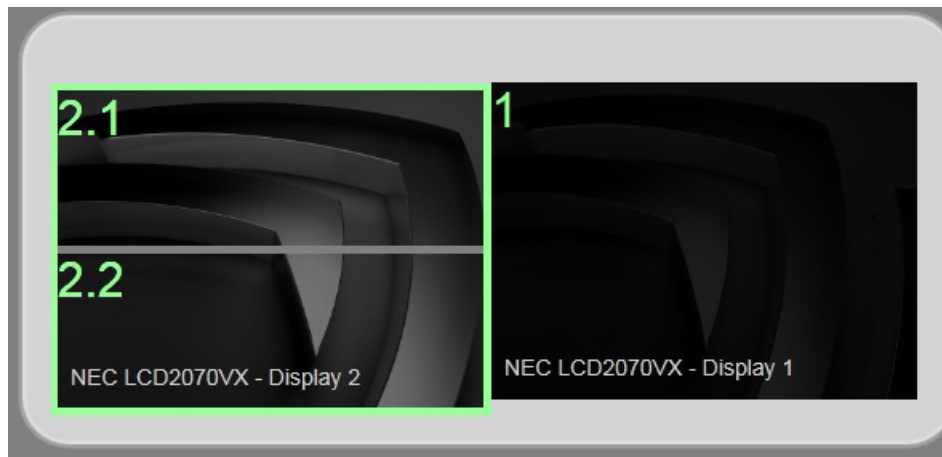 2.1
2.2
NEC LCD2070VX - Display 2
1
NEC LCD2070VX - Display 1